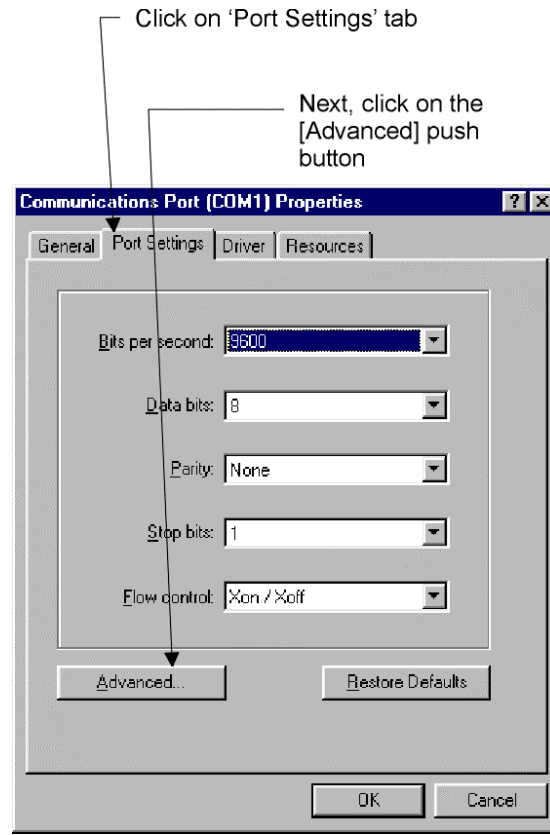 Click on ‘Port Settings’ tab
Next, click on the
[Advanced] push
button
Communications Port (COM1) Properties
General Port Settings Driver Resources
Bits per second: 9600
Data bits: 8
Parity: None
Stop bits: 1
Flow control: Xon / Xoff
Advanced... Restore Defaults
OK Cancel